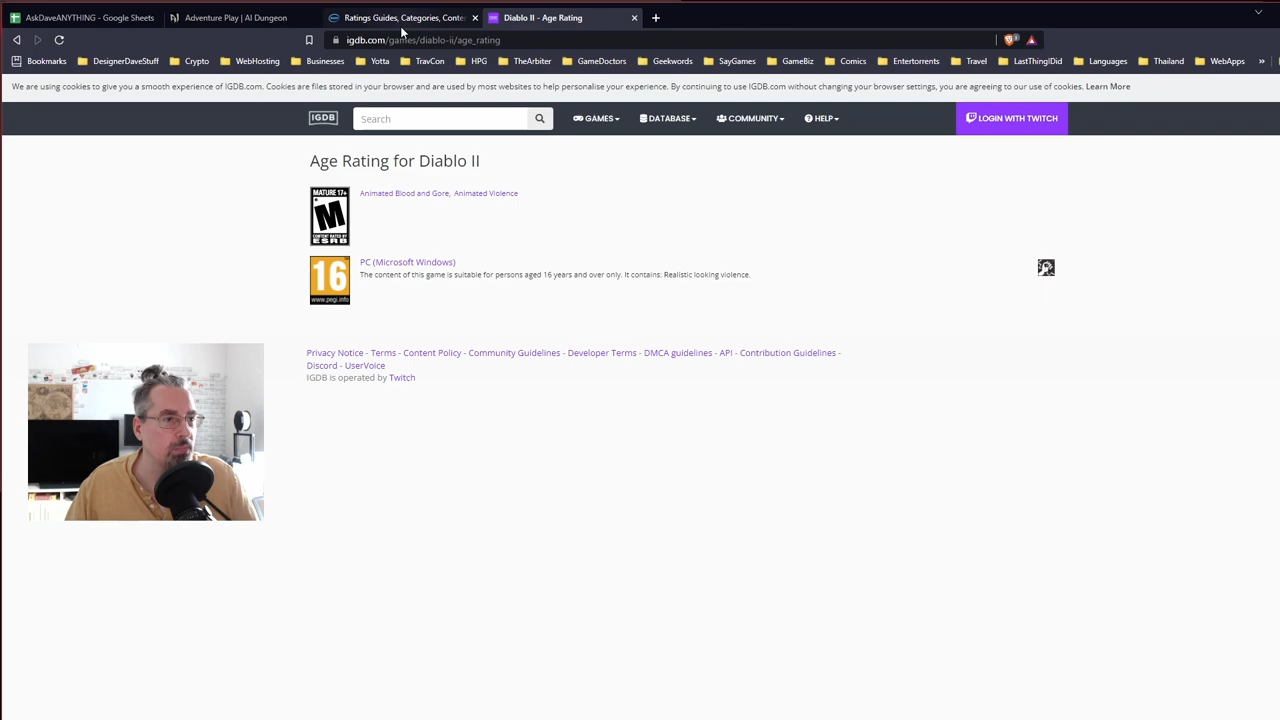 AskDaveANYTHING - Google Sheets
Adventure Play | AI Dungeon
Ratings Guides, Categories, Conte
Diablo II - Age Rating
igdb.com/games/diablo-ii/age_rating
Bookmarks DesignerDaveStuff Crypto WebHosting Businesses Yotta TravCon HPG TheArbiter GameDoctors Geekwords SayGames GameBiz Comics Entertorrents Travel LastThingIDid Languages Thailand WebApps »
We are using cookies to give you a smooth experience of IGDB.com. Cookies are files stored in your browser and are used by most websites to help personalise your experience. By continuing to use IGDB.com without changing your browser settings, you are agreeing to our use of cookies. Learn More
IGDB Search GAMES DATABASE COMMUNITY HELP LOGIN WITH TWITCH
Age Rating for Diablo II
MATURE 17+
M
CONTENT RATED BY
ESRB
Animated Blood and Gore, Animated Violence
16
www.pegi.info
PC (Microsoft Windows)
The content of this game is suitable for persons aged 16 years and over only. It contains: Realistic looking violence.
Privacy Notice - Terms - Content Policy - Community Guidelines - Developer Terms - DMCA guidelines - API - Contribution Guidelines -
Discord - UserVoice
IGDB is operated by Twitch